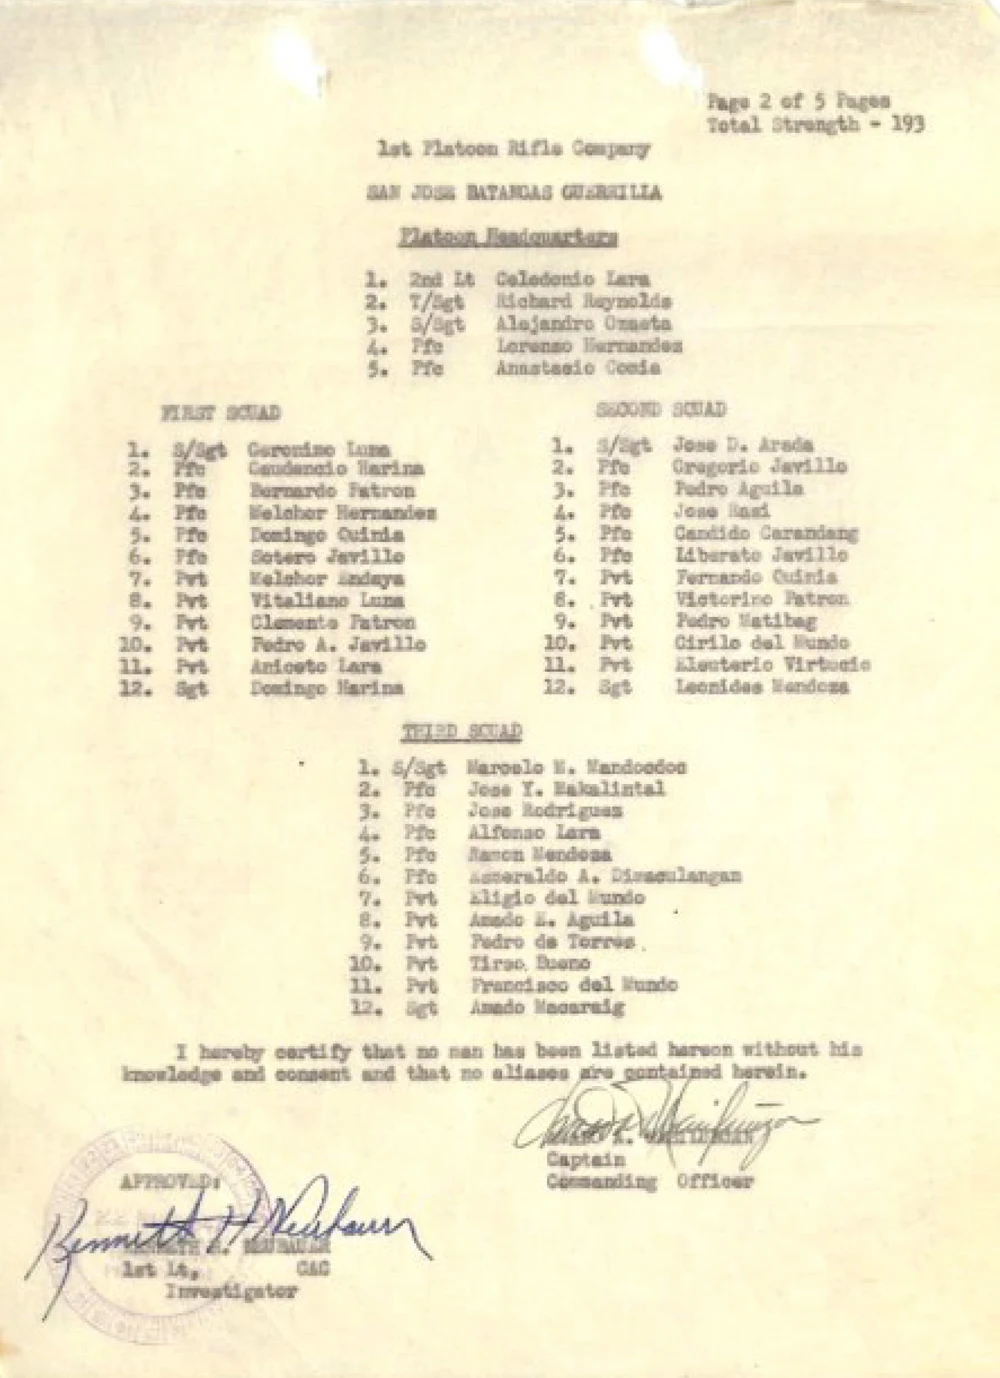 Page 2 of 5 Pages
Total Strength - 193
1st Platoon Rifle Company
SAN JOSE BATANGAS GUERRILLA
Platoon Headquarters
1. 2nd Lt Celedonio Lara
2. T/Sgt Richard Reynolds
3. S/Sgt Alejandro Ozaeta
4. Pfc Lorenzo Hernandez
5. Pfc Anastacio
FIRST SQUAD
1. S/Sgt Geronimo Luna
2. Pfc Gaudencio Harina
3. Pfc Bernardo Patron
4. Pfc Melchor Hernandez
5. Pfc Domingo Quinia
6. Pfc Sotero Javillo
7. Pvt Melchor Endaya
8. Pvt Vitaliano Luna
9. Pvt Clemente Patron
10. Pvt Pedro A. Javillo
11. Pvt Aniceto Lara
12. Sgt Domingo Harina
SECOND SQUAD
1. S/Sgt Jose D. Arada
2. Pfc Gregorio Javillo
3. Pfc Pedro Aguila
4. Pfc Jose
5. Pfc Candido Carandang
6. Pfc Liberato Javillo
7. Pvt Fernando Quinia
8. Pvt Victorino Patron
9. Pvt Pedro Matibag
10. Pvt Cirilo del Mundo
11. Pvt Eleuterio Virtucio
12. Sgt Leonides Mendoza
THIRD SQUAD
1. S/Sgt Marcelo M. Mandocdoc
2. Pfc Jose Y. Makalintal
3. Pfc Jose Rodriguez
4. Pfc Alfonso Lara
5. Pfc Ramon Mendoza
6. Pfc Esmeraldo A. Dimaculangan
7. Pvt Eligio del Mundo
8. Pvt Amado E. Aguila
9. Pvt Pedro de Torres
10. Pvt Tirso Bueno
11. Pvt Francisco del Mundo
12. Sgt Amado Macaraig
I hereby certify that no man has been listed hereon without his
knowledge and consent and that no aliases are contained herein.
Captain
Commanding Officer
APPROVED:
Kenneth H Neubauer
KENNETH H. NEUBAUER
1st Lt, CAC
Investigator